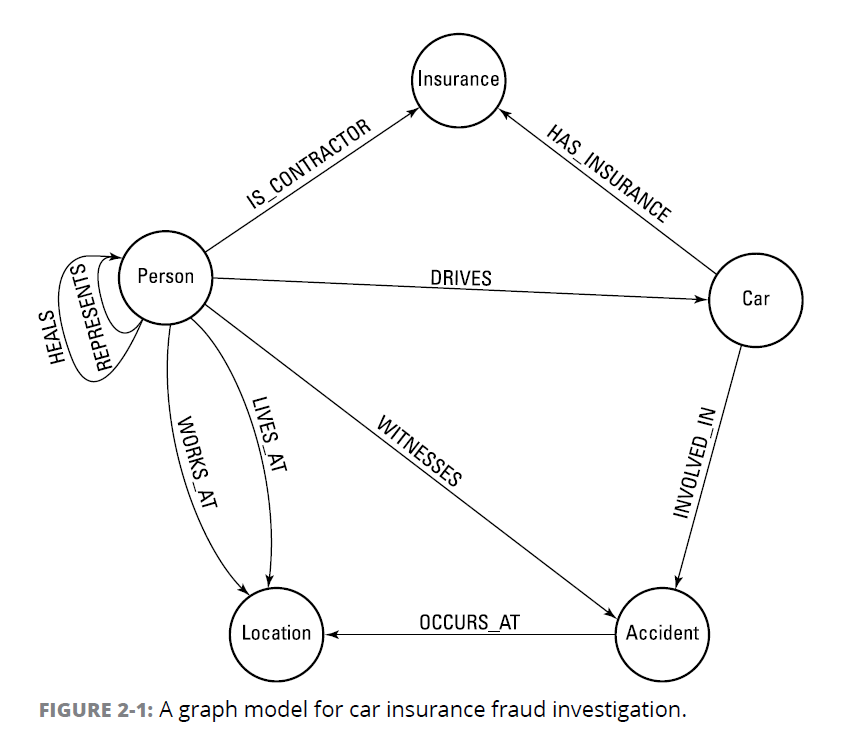 Insurance
IS_CONTRACTOR
HAS_INSURANCE
Person
DRIVES
Car
HEALS
REPRESENTS
WORKS_AT
LIVES_AT
WITNESSES
INVOLVED_IN
Location
OCCURS_AT
Accident
FIGURE 2-1: A graph model for car insurance fraud investigation.